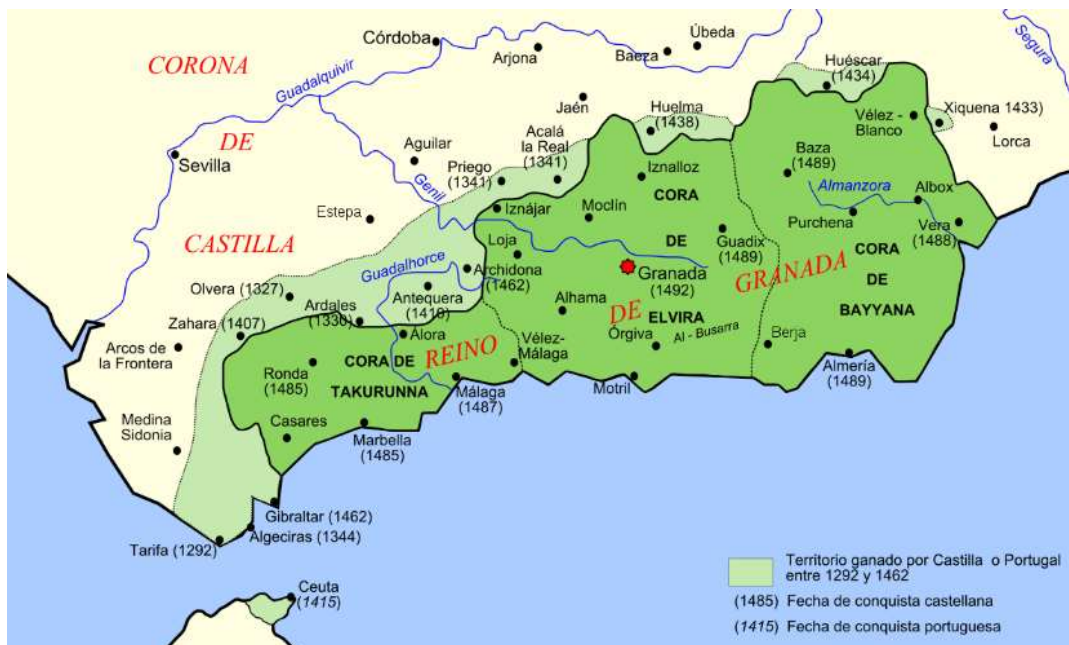 CORONA
DE
CASTILLA
REINO
DE
GRANADA
Guadalquivir
Segura
Córdoba
Arjona
Baeza
Úbeda
Jaén
Huelma
(1438)
Huéscar
(1434)
Vélez -
Blanco
Xiquena 1433)
Lorca
Sevilla
Aguilar
Genil
Priego
(1341)
Acalá
la Real
(1341)
Iznalloz
Baza
(1489)
Almanzora
Albox
Purchena
Vera
(1488)
Estepa
Iznájar
Moclín
CORA
DE
ELVIRA
Guadix
(1489)
CORA
DE
BAYYANA
Loja
Guadalhorce
Archidona
(1462)
Granada
(1492)
Olvera (1327)
Ardales
(1330)
Antequera
(1410)
Alhama
Zahara (1407)
Álora
Órgiva
Al - Busarra
Berja
Arcos de
la Frontera
CORA DE
TAKURUNNA
Vélez-
Málaga
Ronda
(1485)
Málaga
(1487)
Motril
Almería
(1489)
Medina
Sidonia
Casares
Marbella
(1485)
Gibraltar (1462)
Algeciras (1344)
Tarifa (1292)
Ceuta
(1415)
Territorio ganado por Castilla o Portugal
entre 1292 y 1462
(1485) Fecha de conquista castellana
(1415) Fecha de conquista portuguesa